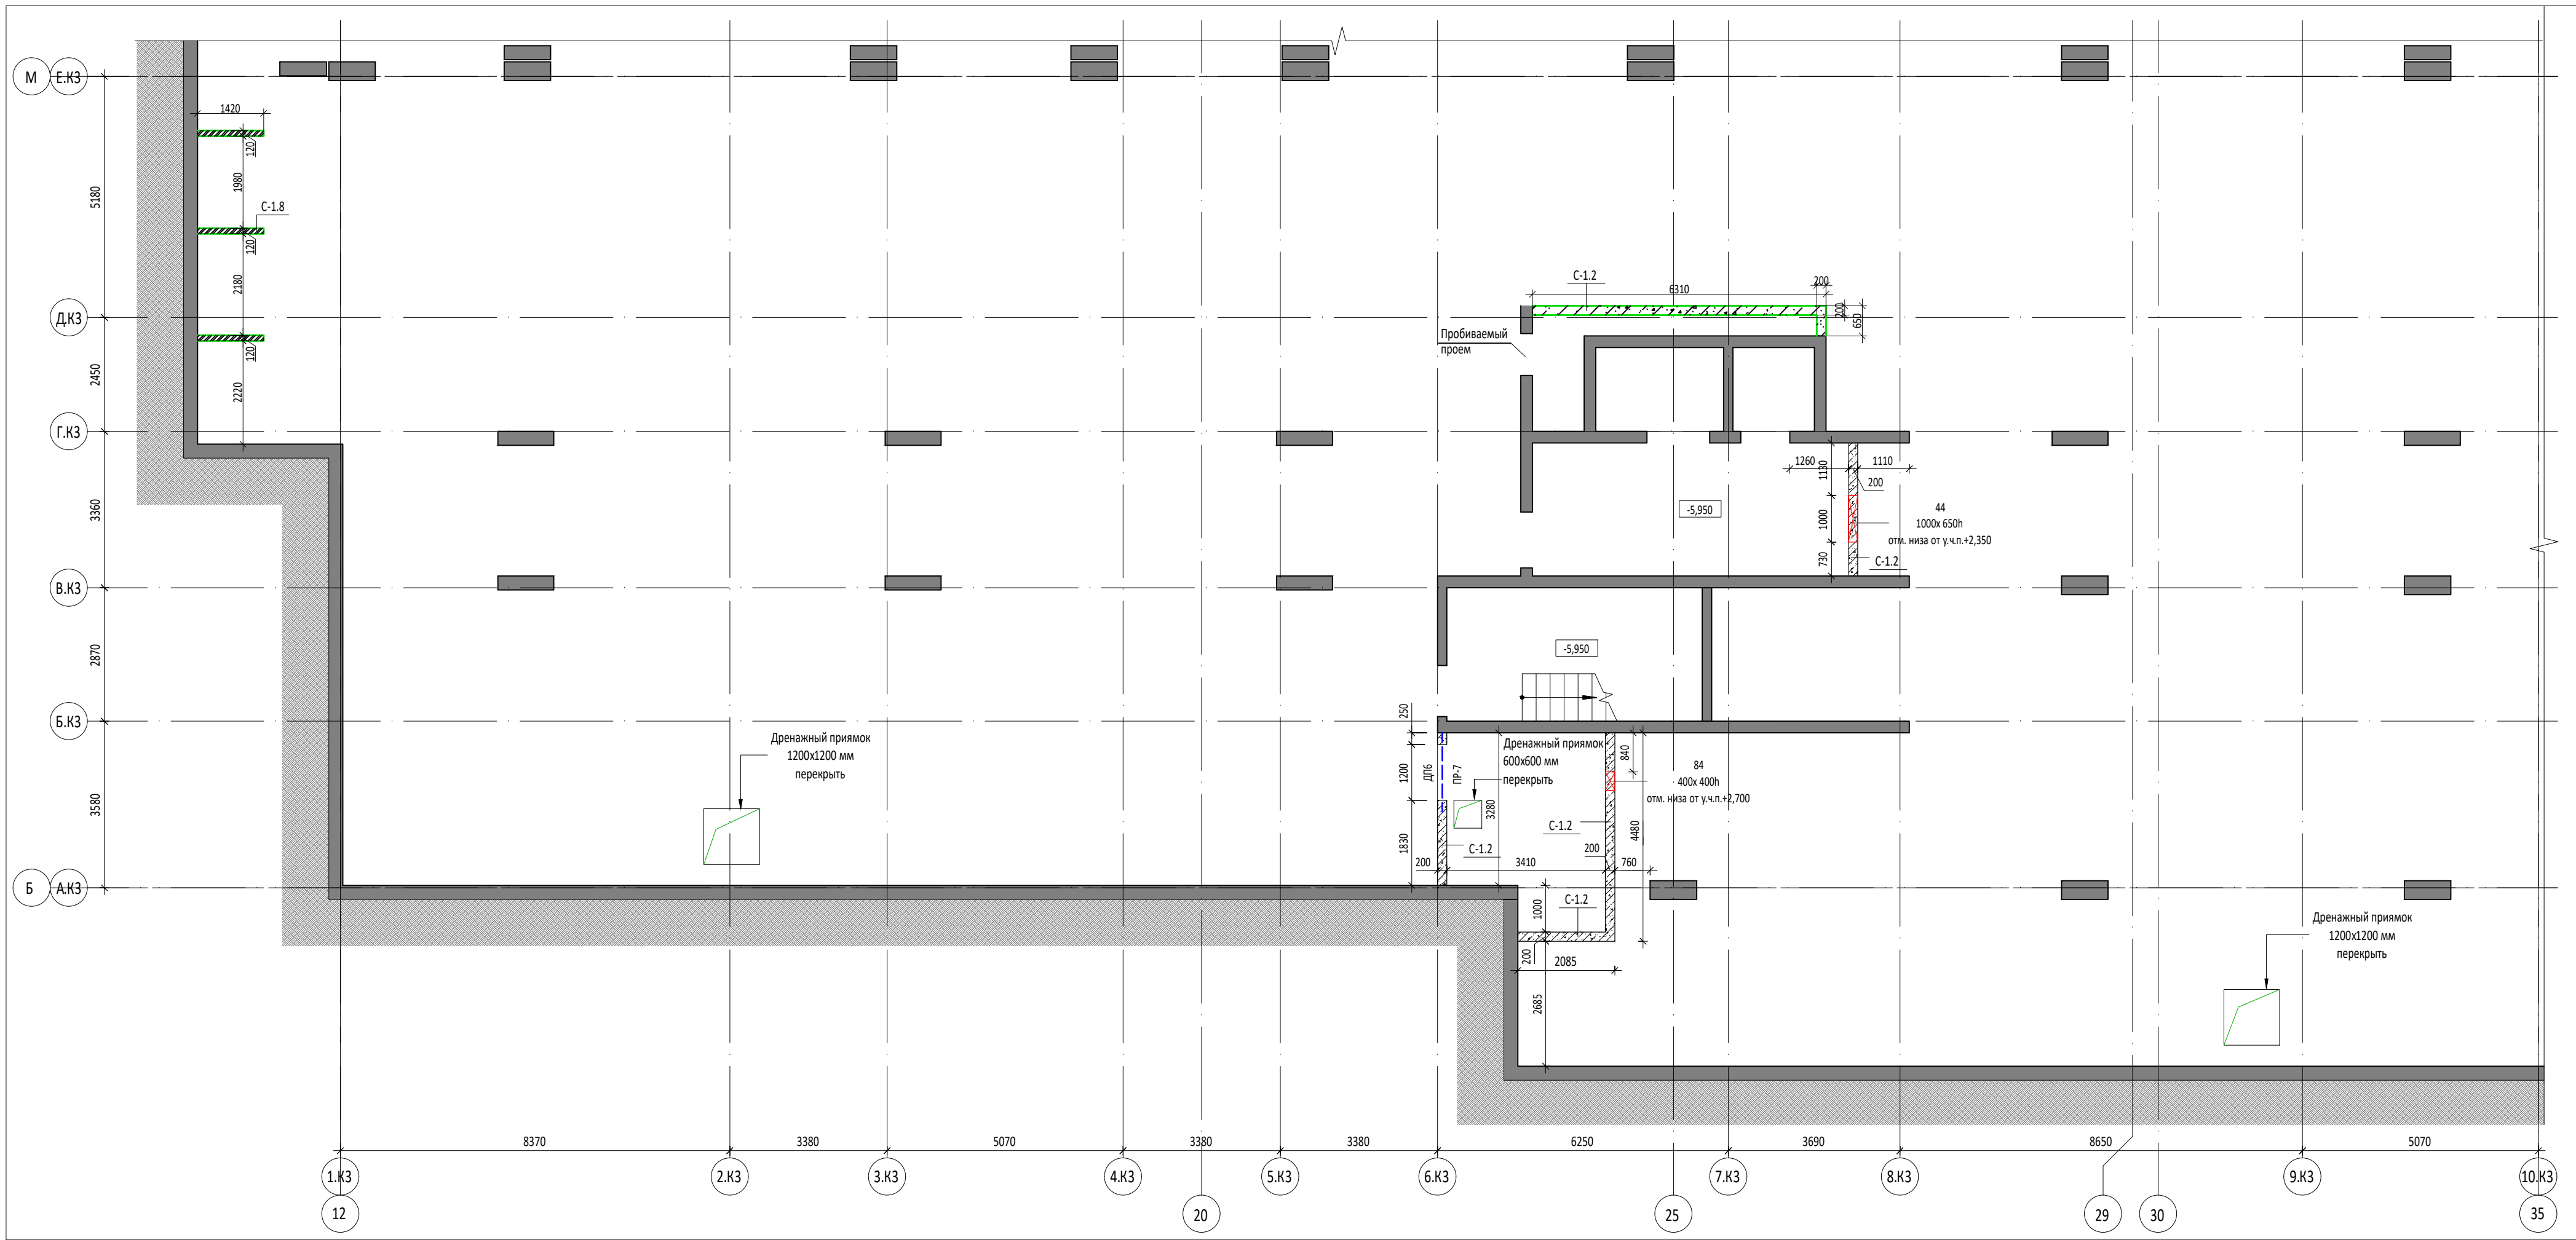 М
Е.К3
1420
120
1980
С-1.8
5180
120
2180
Д.К3
120
2450
2220
Г.К3
3360
В.К3
2870
Б.К3
3580
Б
А.К3
С-1.2
6310
200
200
650
Пробиваемый
проем
1260
1130
1110
200
-5,950
1000
44
1000х 650h
отм. низа от у.ч.п.+2,350
730
С-1.2
-5,950
250
Дренажный приямок
1200х1200 мм
перекрыть
1200
ДП6
ПР-7
Дренажный приямок
600х600 мм
перекрыть
3280
840
84
400х 400h
отм. низа от у.ч.п.+2,700
С-1.2
4480
1830
С-1.2
200
200
3410
760
1000
С-1.2
200
2085
2685
Дренажный приямок
1200х1200 мм
перекрыть
8370
3380
5070
3380
3380
6250
3690
8650
5070
1.К3
2.К3
3.К3
4.К3
5.К3
6.К3
7.К3
8.К3
9.К3
10.К3
12
20
25
29
30
35